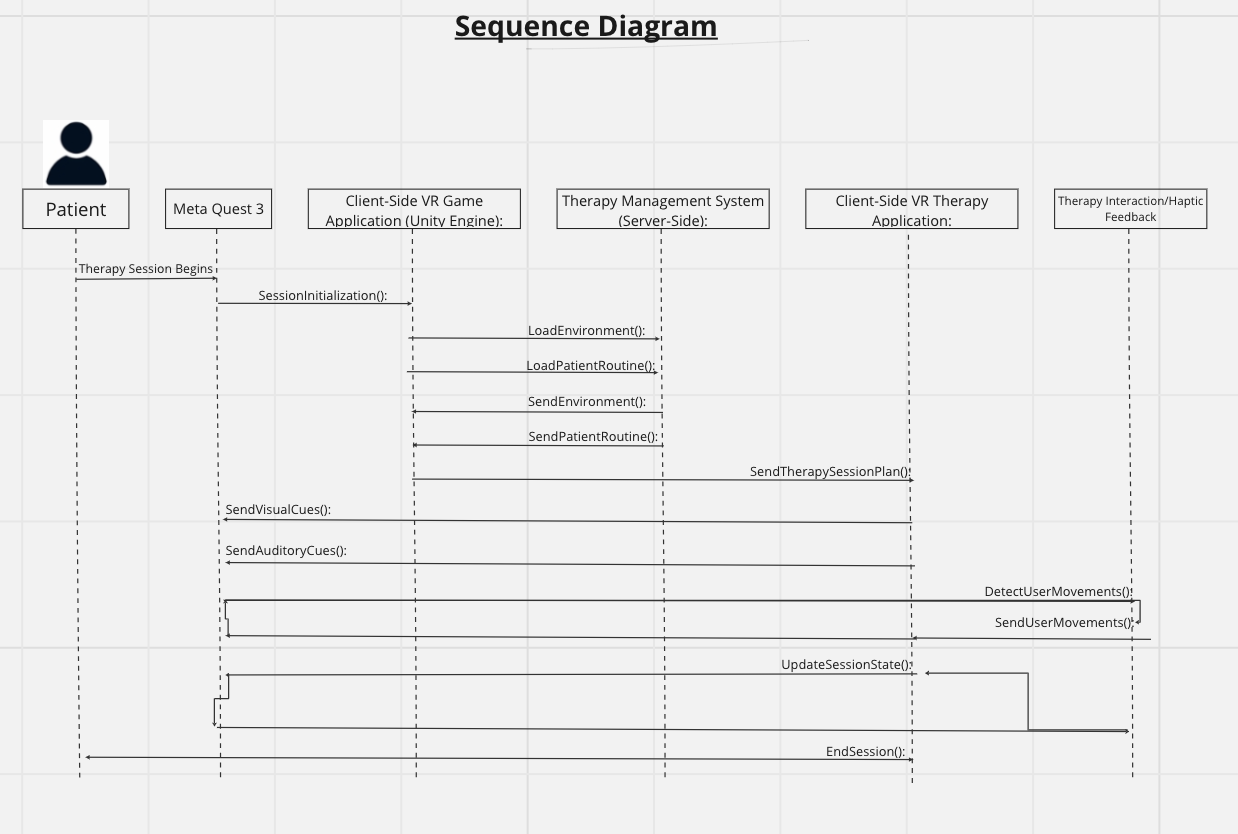 Sequence Diagram
Patient
Meta Quest 3
Client-Side VR Game
Application (Unity Engine):
Therapy Management System
(Server-Side):
Client-Side VR Therapy
Application:
Therapy Interaction/Haptic
Feedback
Therapy Session Begins
SessionInitialization():
LoadEnvironment():
LoadPatientRoutine():
SendEnvironment():
SendPatientRoutine():
SendTherapySessionPlan():
SendVisualCues():
SendAuditoryCues():
DetectUserMovements():
SendUserMovements():
UpdateSessionState():
EndSession():